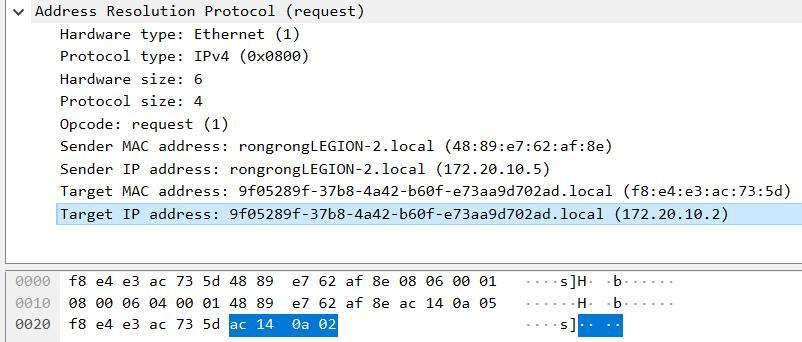 Address Resolution Protocol (request)
Hardware type: Ethernet (1)
Protocol type: IPv4 (0x0800)
Hardware size: 6
Protocol size: 4
Opcode: request (1)
Sender MAC address: rongrongLEGION-2.local (48:89:e7:62:af:8e)
Sender IP address: rongrongLEGION-2.local (172.20.10.5)
Target MAC address: 9f05289f-37b8-4a42-b60f-e73aa9d702ad.local (f8:e4:e3:ac:73:5d)
Target IP address: 9f05289f-37b8-4a42-b60f-e73aa9d702ad.local (172.20.10.2)
0000 f8 e4 e3 ac 73 5d 48 89 e7 62 af 8e 08 06 00 01 ····s]H· ·b······
0010 08 00 06 04 00 01 48 89 e7 62 af 8e ac 14 0a 05 ······H· ·b······
0020 f8 e4 e3 ac 73 5d ac 14 0a 02 ····s]·· ··